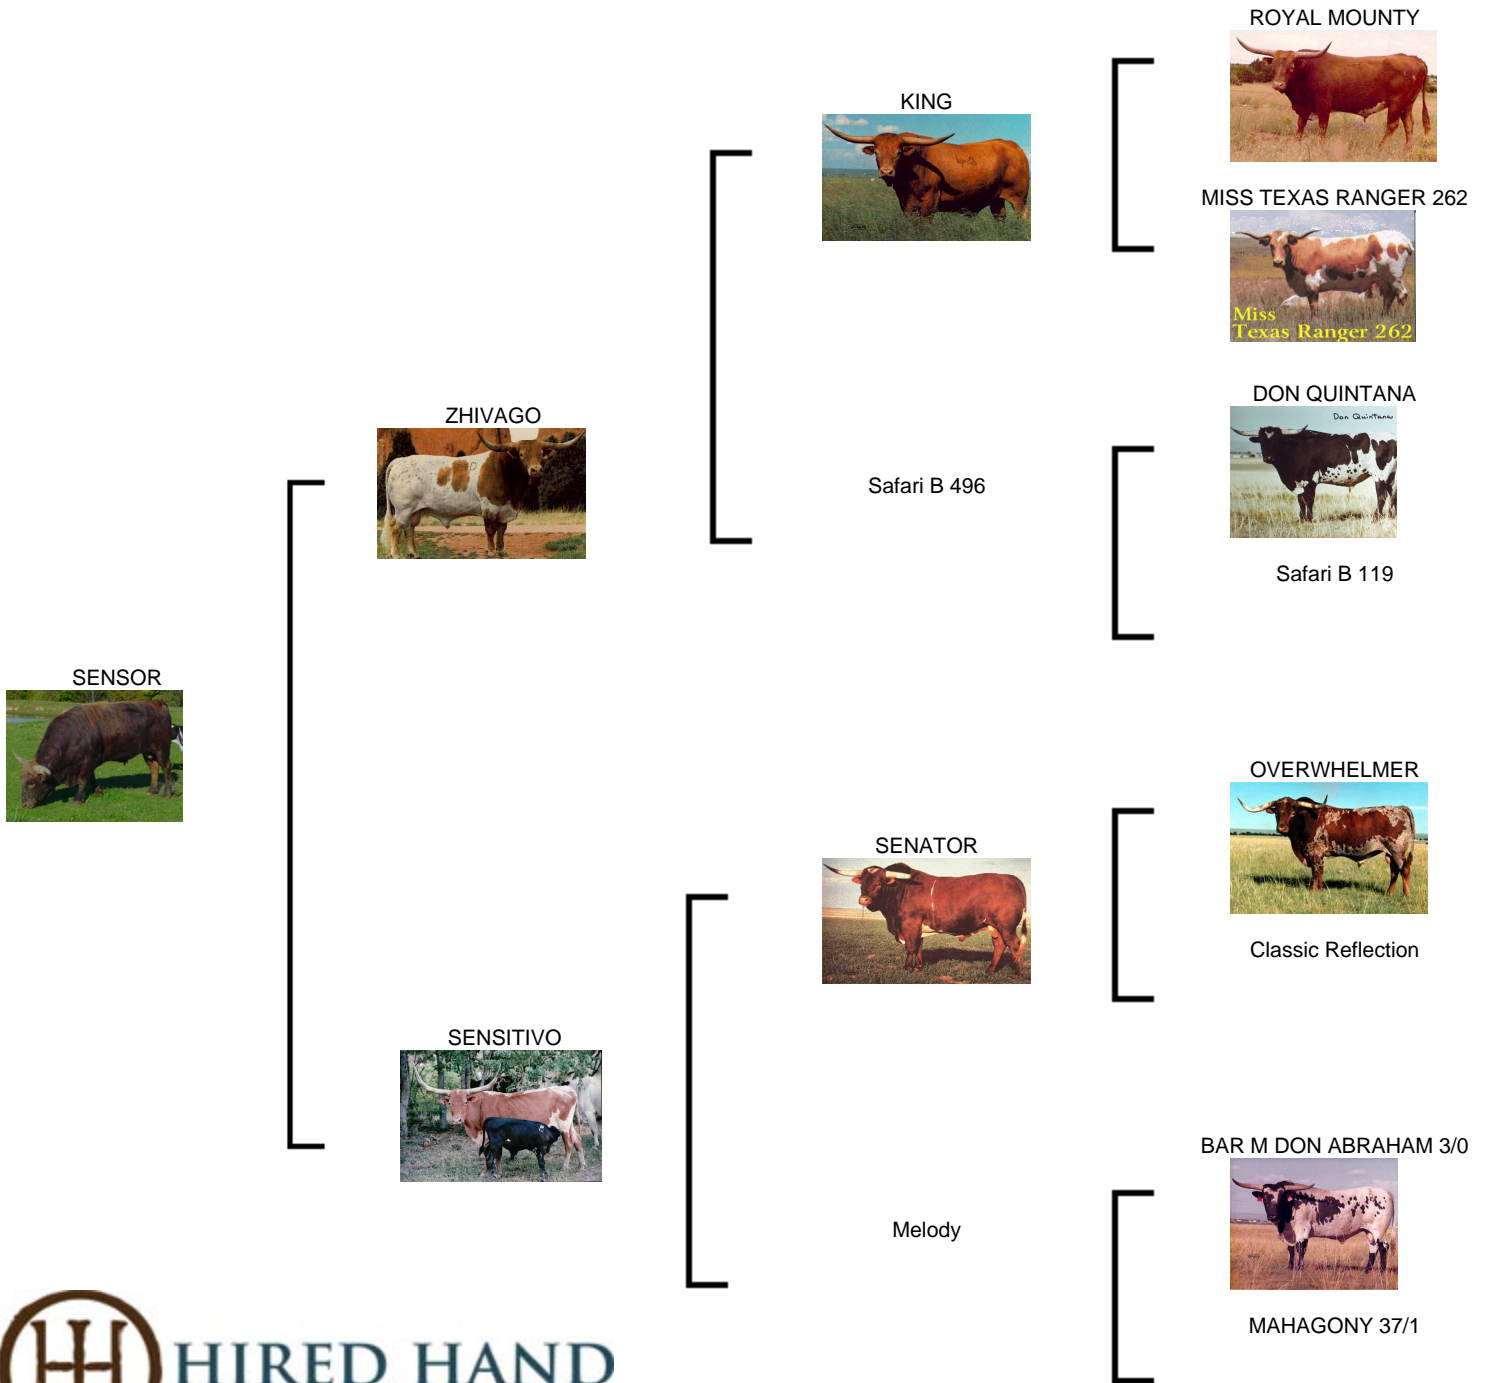 ROYAL MOUNTY
KING
MISS TEXAS RANGER 262
Miss
Texas Ranger 262
DON QUINTANA
Don Quintana
ZHIVAGO
Safari B 496
Safari B 119
SENSOR
OVERWHELMER
SENATOR
Classic Reflection
SENSITIVO
BAR M DON ABRAHAM 3/0
Melody
MAHAGONY 37/1
HIRED HAND